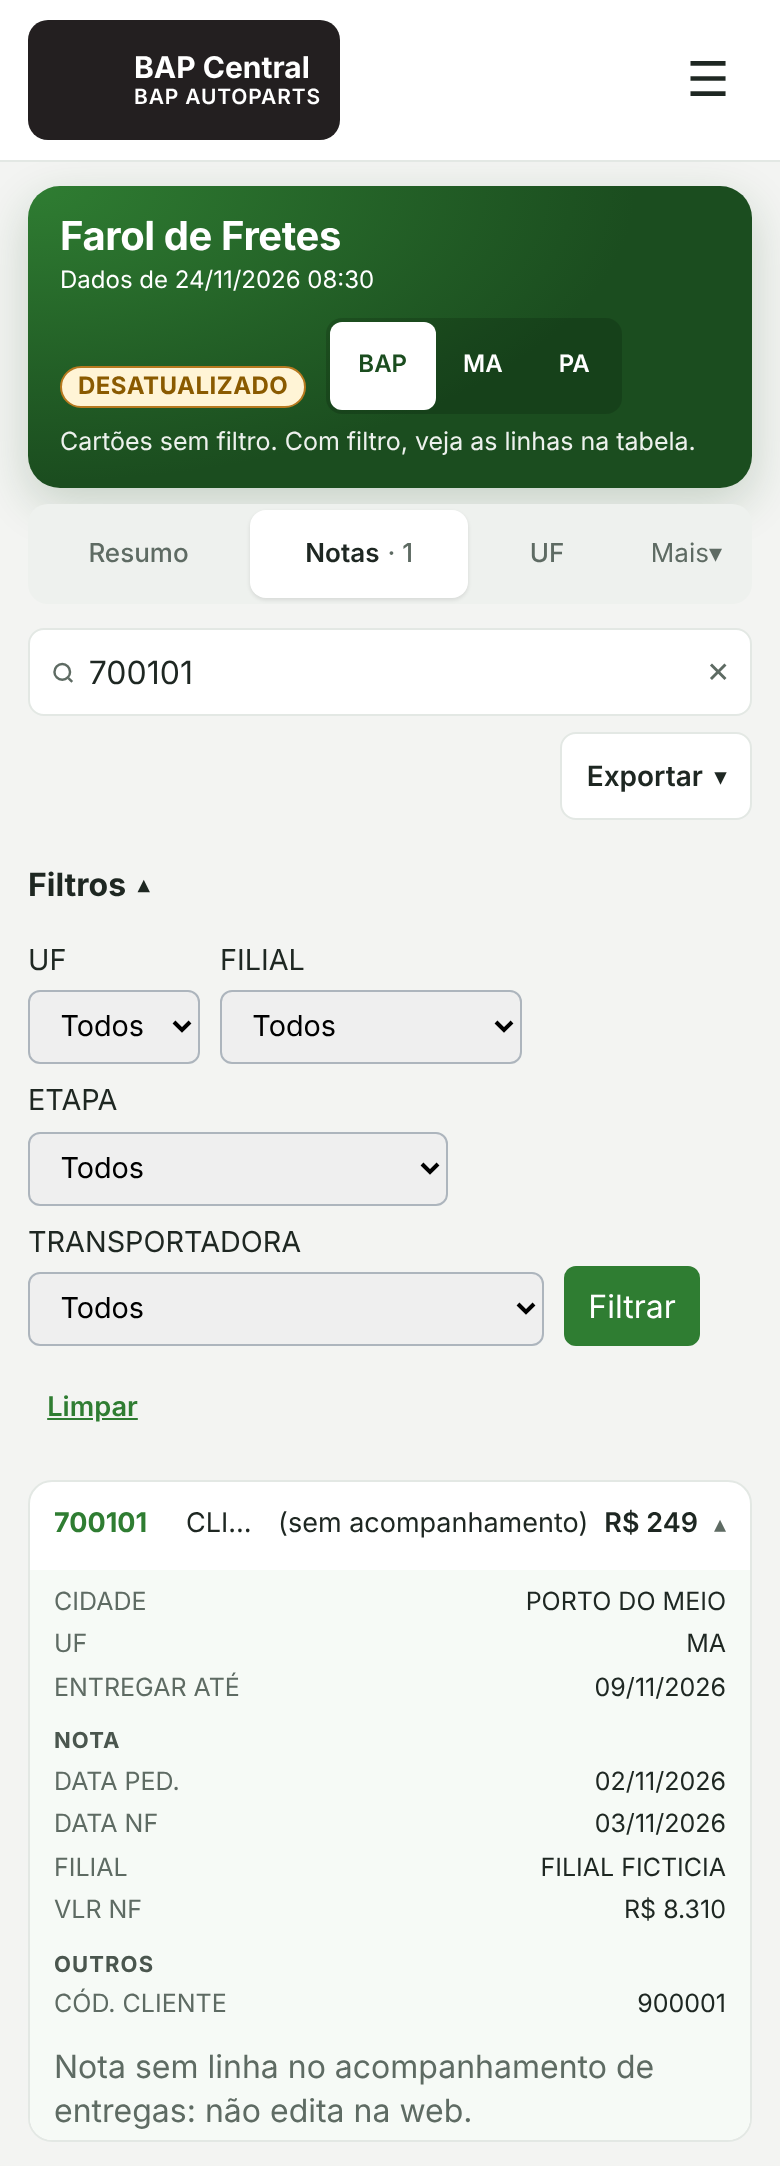 BAP Central
BAP AUTOPARTS
☰
Farol de Fretes
Dados de 24/11/2026 08:30
DESATUALIZADO BAP MA PA
Cartões sem filtro. Com filtro, veja as linhas na tabela.
Resumo Notas · 1 UF Mais▾
700101 ✕
Exportar ▾
Filtros ▴
UF FILIAL
Todos Todos
ETAPA
Todos
TRANSPORTADORA
Todos Filtrar
Limpar
700101 CLI... (sem acompanhamento) R$ 249 ▴
CIDADE PORTO DO MEIO
UF MA
ENTREGAR ATÉ 09/11/2026
NOTA
DATA PED. 02/11/2026
DATA NF 03/11/2026
FILIAL FILIAL FICTICIA
VLR NF R$ 8.310
OUTROS
CÓD. CLIENTE 900001
Nota sem linha no acompanhamento de
entregas: não edita na web.